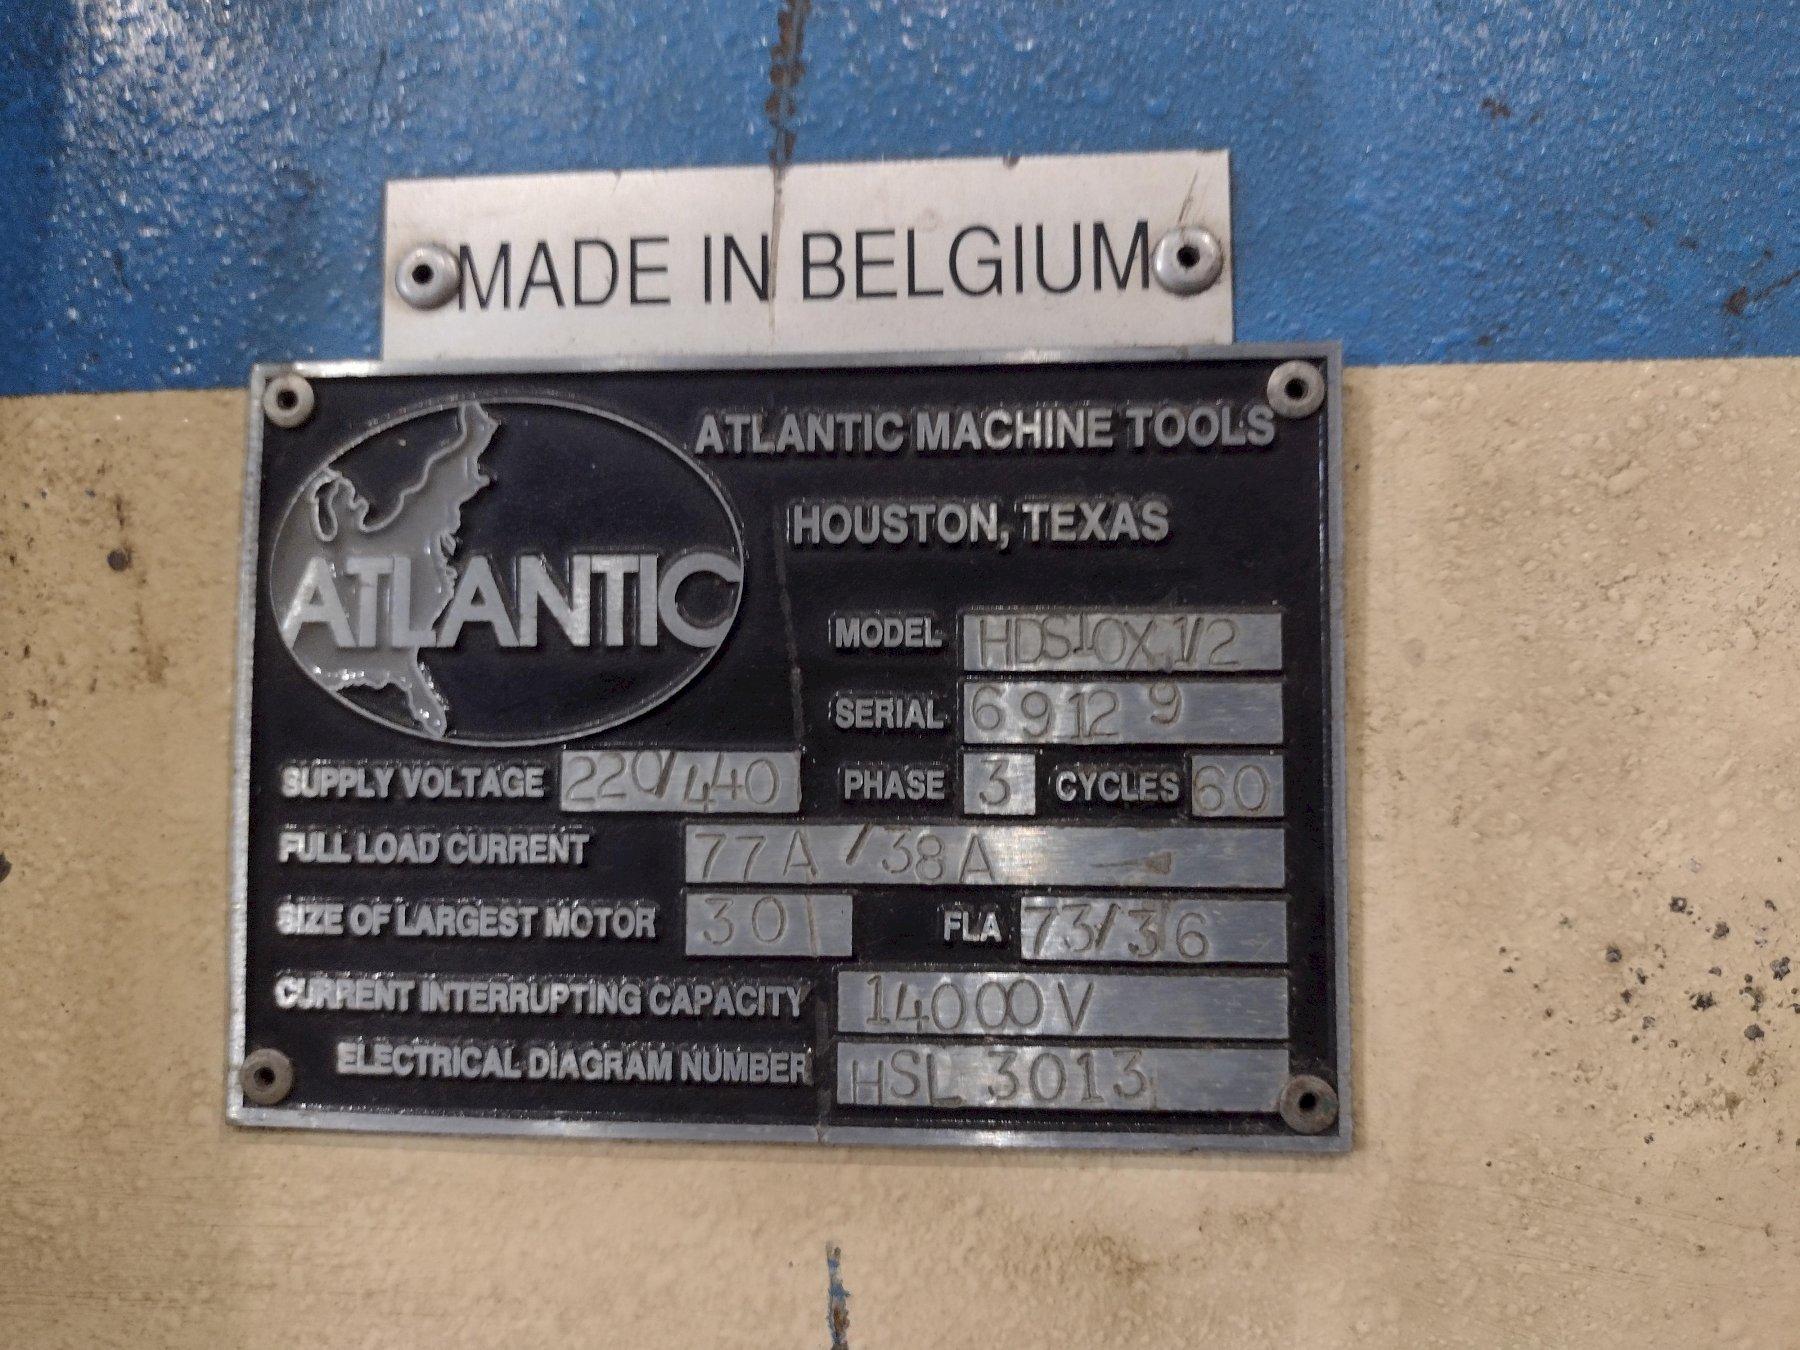 MADE IN BELGIUM
ATLANTIC MACHINE TOOLS
HOUSTON, TEXAS
ATLANTIC
MODEL HDS10X1/2
SERIAL 69129
SUPPLY VOLTAGE 220/440 PHASE 3 CYCLES 60
FULL LOAD CURRENT 77A/38A
SIZE OF LARGEST MOTOR 30 FLA 73/36
CURRENT INTERRUPTING CAPACITY 14000V
ELECTRICAL DIAGRAM NUMBER HSL 3013